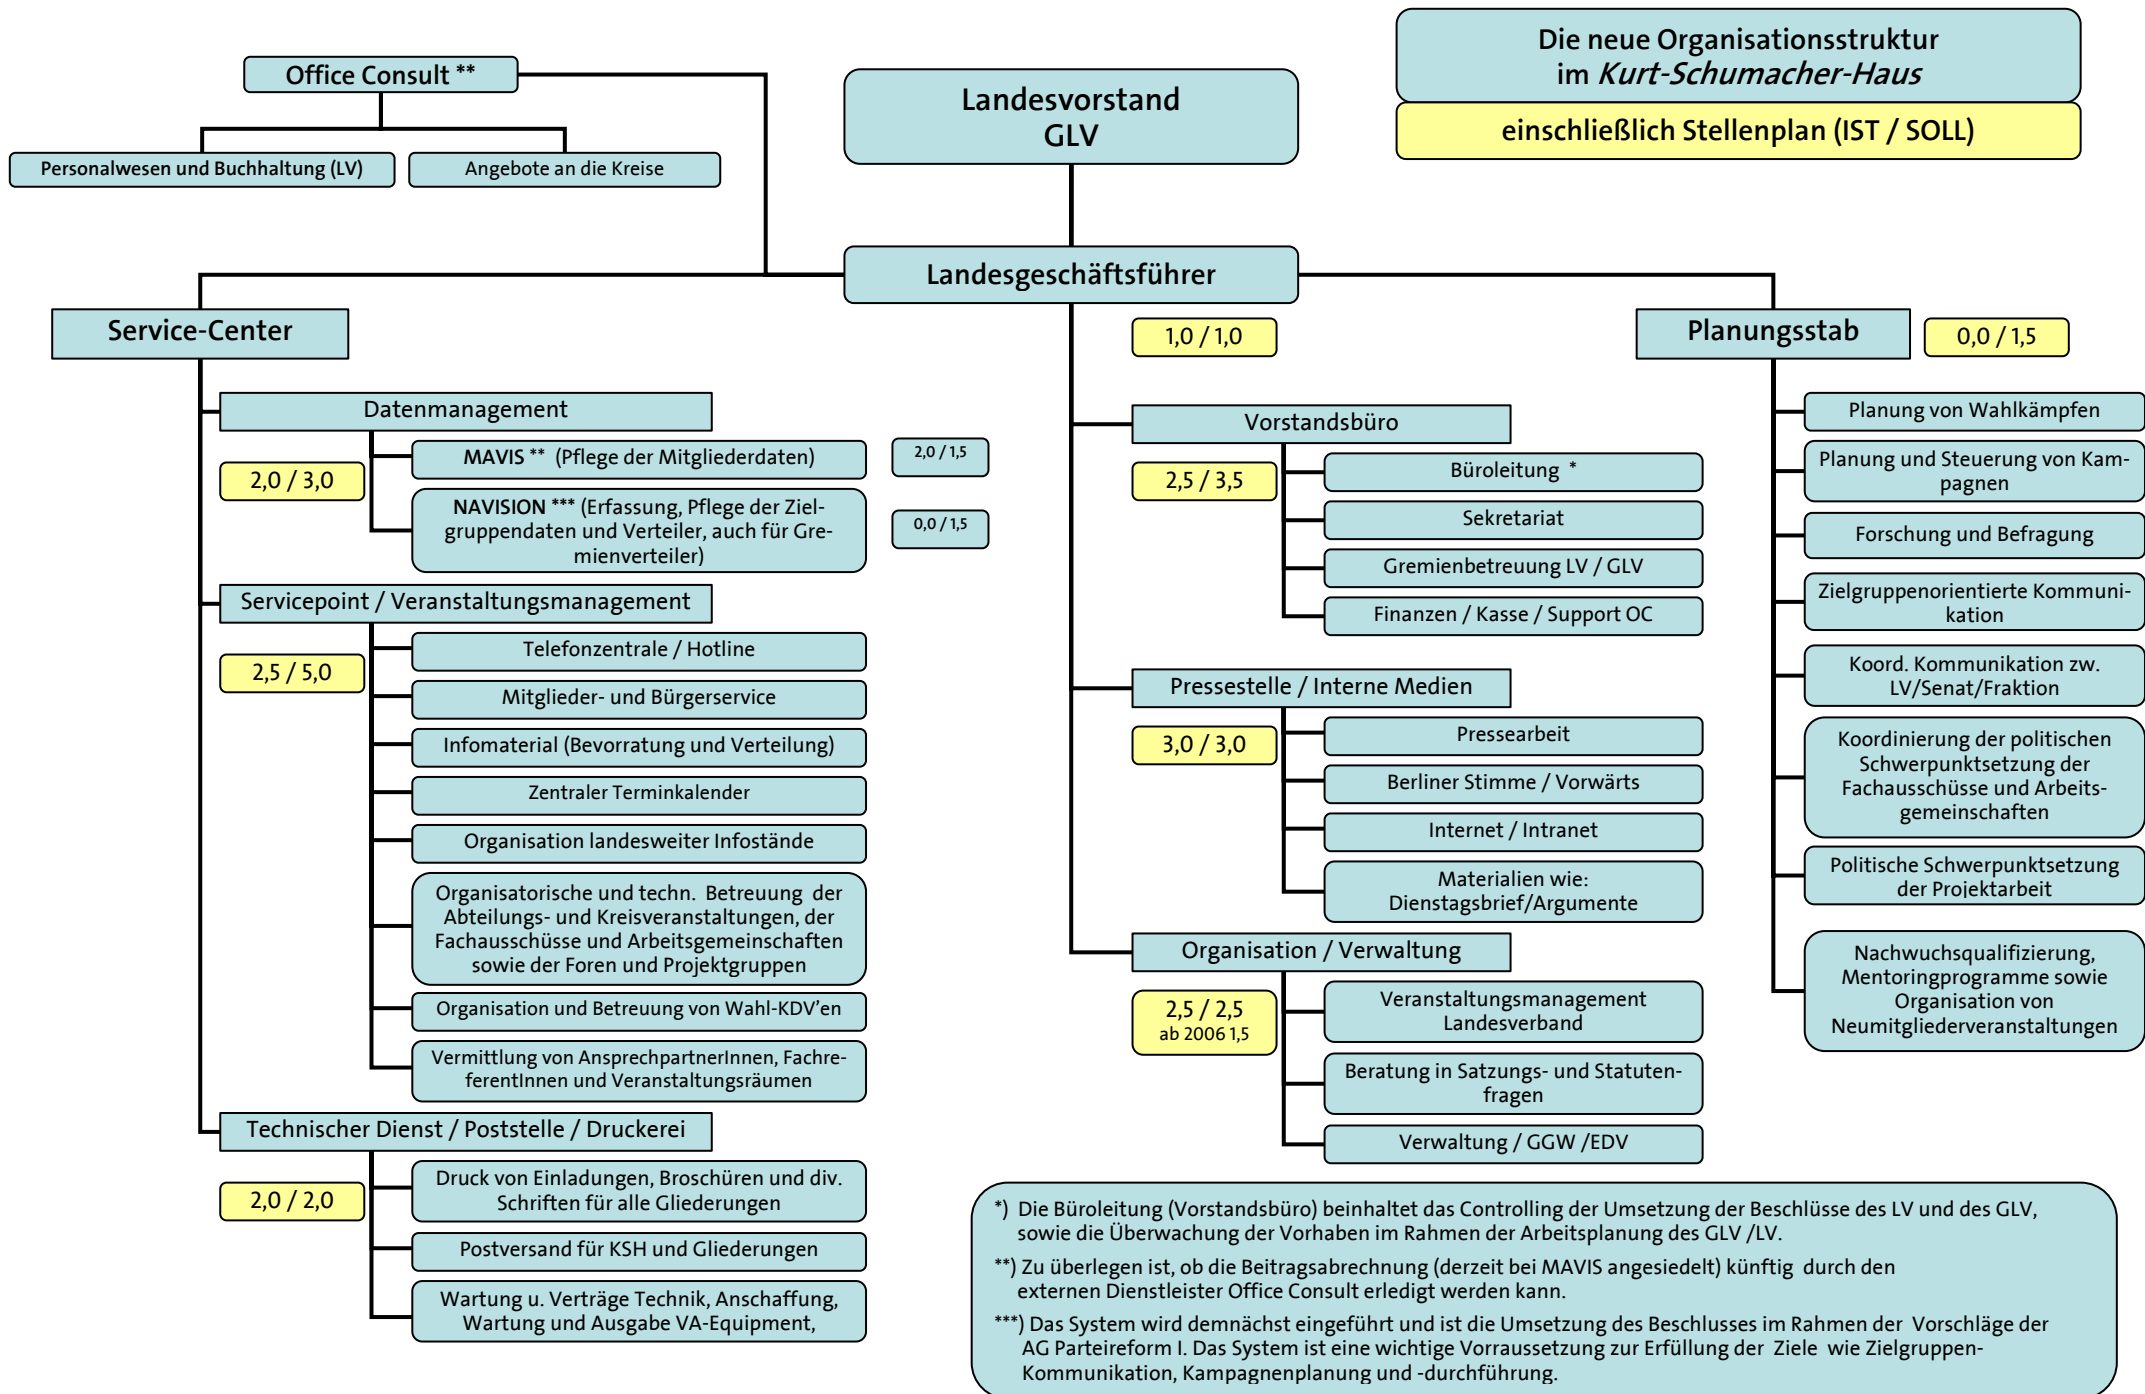 Die neue Organisationsstruktur
im Kurt-Schumacher-Haus
einschließlich Stellenplan (IST / SOLL)
Office Consult **
Personalwesen und Buchhaltung (LV)
Angebote an die Kreise
Landesvorstand
GLV
Landesgeschäftsführer
1,0 / 1,0
Service-Center
Datenmanagement
2,0 / 3,0
MAVIS ** (Pflege der Mitgliederdaten)
2,0 / 1,5
NAVISION *** (Erfassung, Pflege der Ziel-
gruppendaten und Verteiler, auch für Gre-
mienverteiler)
0,0 / 1,5
Servicepoint / Veranstaltungsmanagement
2,5 / 5,0
Telefonzentrale / Hotline
Mitglieder- und Bürgerservice
Infomaterial (Bevorratung und Verteilung)
Zentraler Terminkalender
Organisation landesweiter Infostände
Organisatorische und techn. Betreuung der
Abteilungs- und Kreisveranstaltungen, der
Fachausschüsse und Arbeitsgemeinschaften
sowie der Foren und Projektgruppen
Organisation und Betreuung von Wahl-KDV’en
Vermittlung von AnsprechpartnerInnen, Fachre-
ferentInnen und Veranstaltungsräumen
Technischer Dienst / Poststelle / Druckerei
2,0 / 2,0
Druck von Einladungen, Broschüren und div.
Schriften für alle Gliederungen
Postversand für KSH und Gliederungen
Wartung u. Verträge Technik, Anschaffung,
Wartung und Ausgabe VA-Equipment,
Vorstandsbüro
2,5 / 3,5
Büroleitung *
Sekretariat
Gremienbetreuung LV / GLV
Finanzen / Kasse / Support OC
Pressestelle / Interne Medien
3,0 / 3,0
Pressearbeit
Berliner Stimme / Vorwärts
Internet / Intranet
Materialien wie:
Dienstagsbrief/Argumente
Organisation / Verwaltung
2,5 / 2,5
ab 2006 1,5
Veranstaltungsmanagement
Landesverband
Beratung in Satzungs- und Statuten-
fragen
Verwaltung / GGW /EDV
Planungsstab
0,0 / 1,5
Planung von Wahlkämpfen
Planung und Steuerung von Kam-
pagnen
Forschung und Befragung
Zielgruppenorientierte Kommuni-
kation
Koord. Kommunikation zw.
LV/Senat/Fraktion
Koordinierung der politischen
Schwerpunktsetzung der
Fachausschüsse und Arbeits-
gemeinschaften
Politische Schwerpunktsetzung
der Projektarbeit
Nachwuchsqualifizierung,
Mentoringprogramme sowie
Organisation von
Neumitgliederveranstaltungen
*) Die Büroleitung (Vorstandsbüro) beinhaltet das Controlling der Umsetzung der Beschlüsse des LV und des GLV,
sowie die Überwachung der Vorhaben im Rahmen der Arbeitsplanung des GLV /LV.
**) Zu überlegen ist, ob die Beitragsabrechnung (derzeit bei MAVIS angesiedelt) künftig durch den
externen Dienstleister Office Consult erledigt werden kann.
***) Das System wird demnächst eingeführt und ist die Umsetzung des Beschlusses im Rahmen der Vorschläge der
AG Parteireform I. Das System ist eine wichtige Vorraussetzung zur Erfüllung der Ziele wie Zielgruppen-
Kommunikation, Kampagnenplanung und -durchführung.